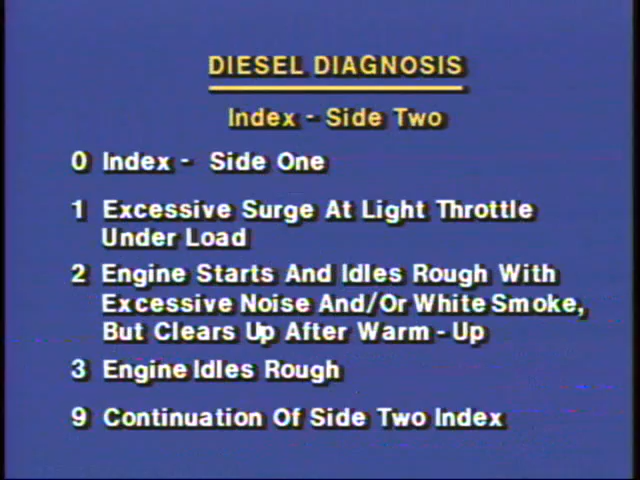 DIESEL DIAGNOSIS
Index - Side Two
0 Index - Side One
1 Excessive Surge At Light Throttle
Under Load
2 Engine Starts And Idles Rough With
Excessive Noise And/Or White Smoke,
But Clears Up After Warm-Up
3 Engine Idles Rough
9 Continuation Of Side Two Index